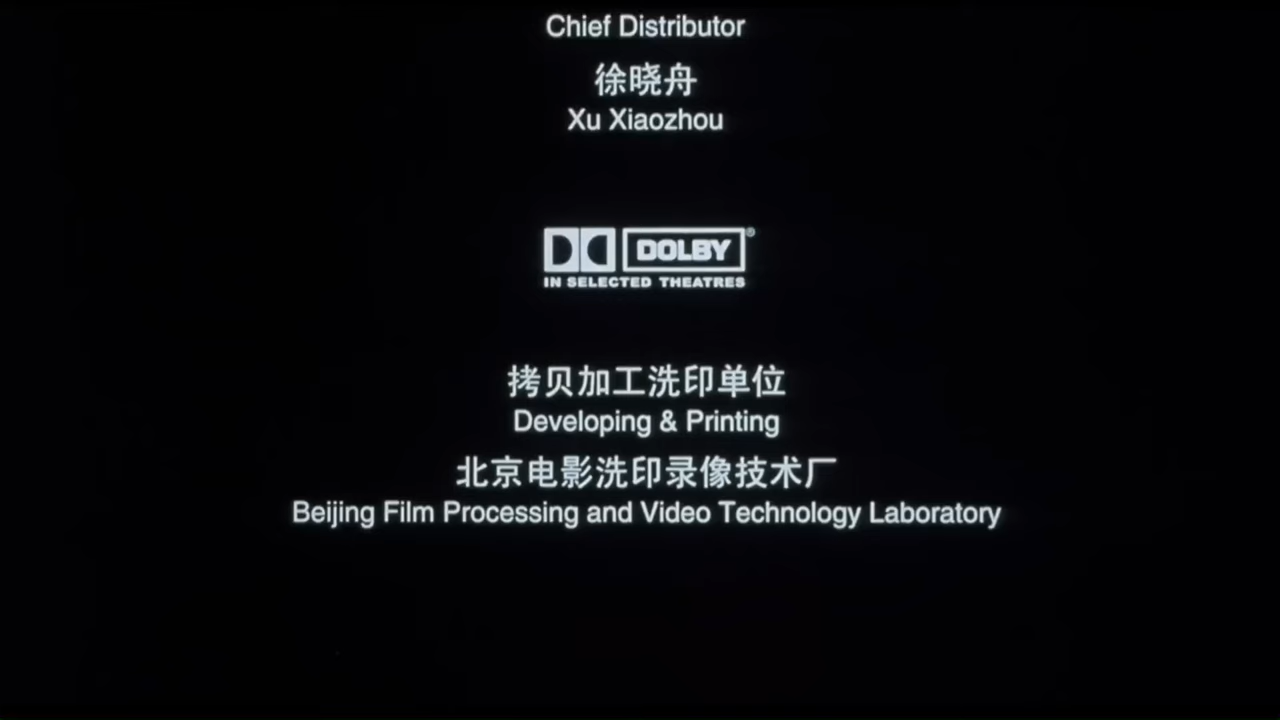 Chief Distributor
徐晓舟
Xu Xiaozhou
DOLBY®
IN SELECTED THEATRES
拷贝加工洗印单位
Developing & Printing
北京电影洗印录像技术厂
Beijing Film Processing and Video Technology Laboratory